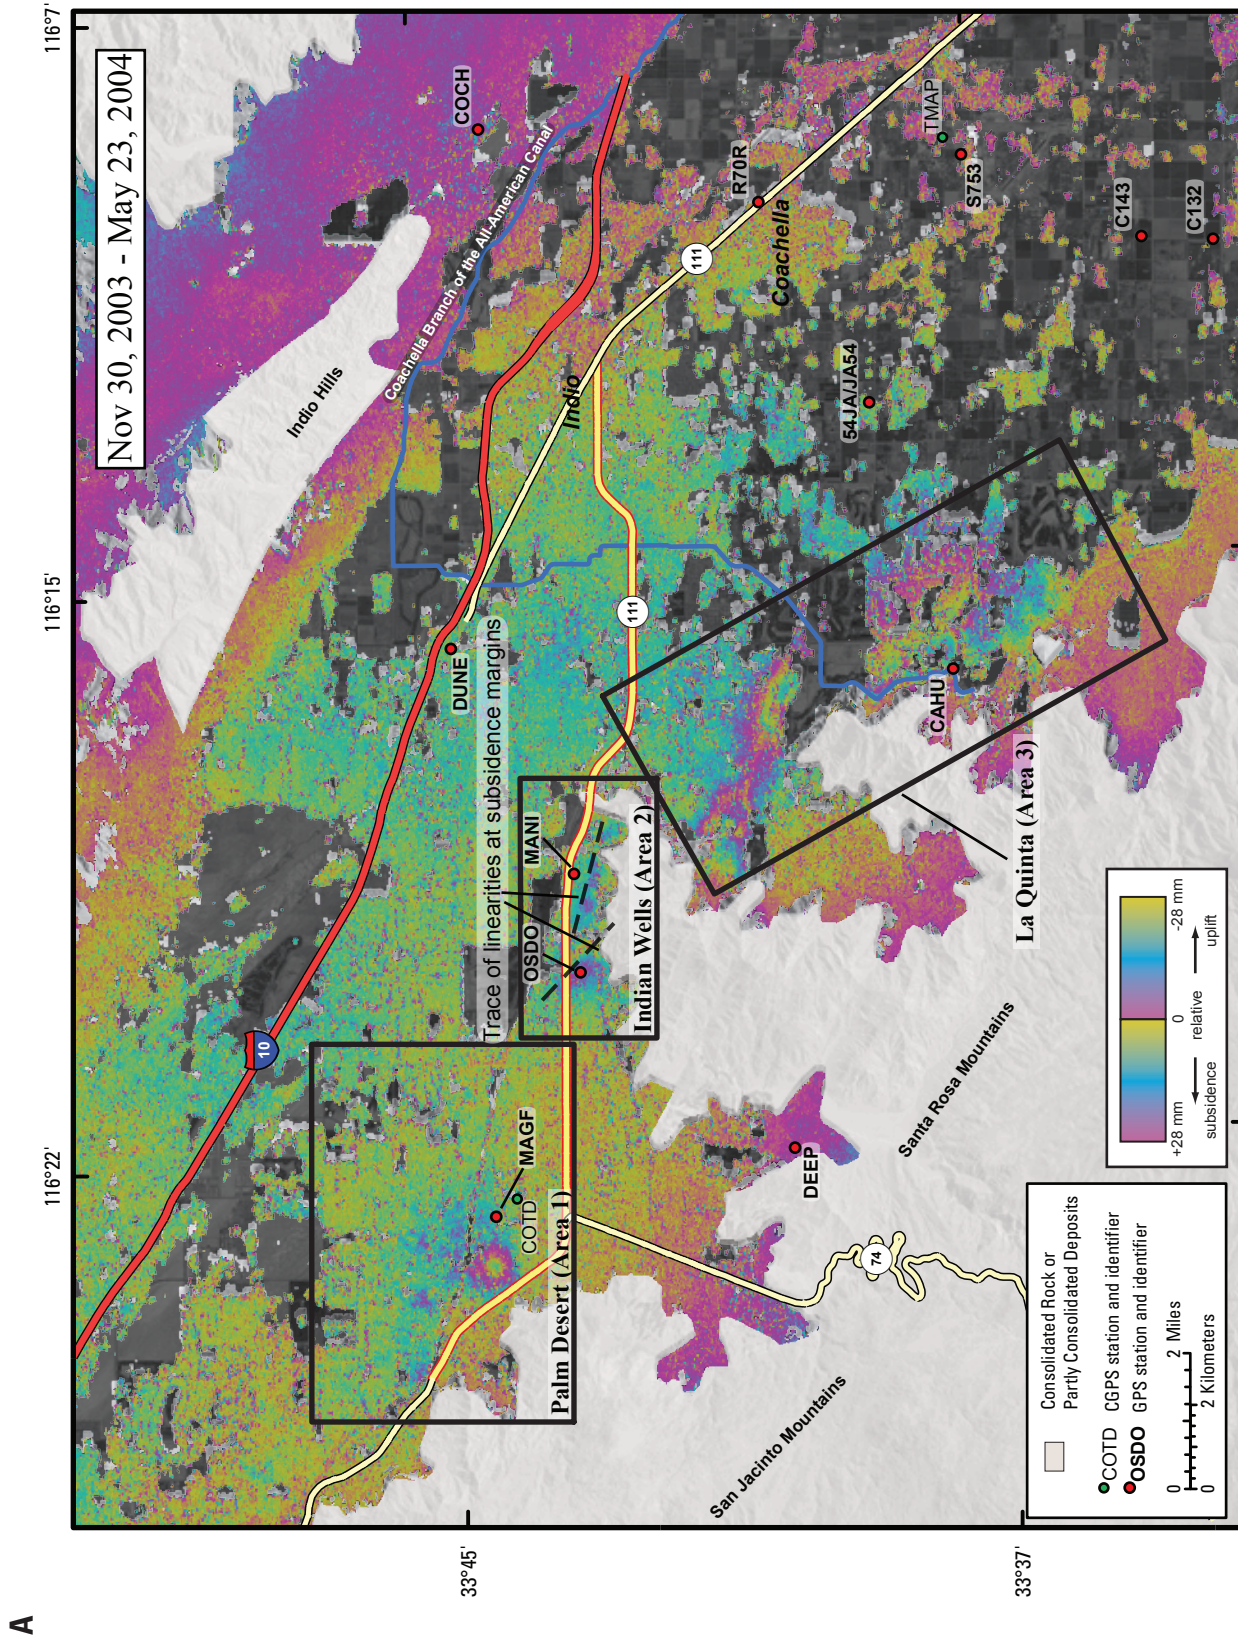 A
Nov 30, 2003 - May 23, 2004
116°22'
116°15'
116°7'
33°45'
33°37'
Indio Hills
COCH
Coachella Branch of the All-American Canal
10
DUNE
Trace of linearities at subsidence margins
Indio
111
R70R
Coachella
111
TMAP
S753
C143
C132
54JA/JA54
CAHU
La Quinta (Area 3)
MANI
OSDO
Indian Wells (Area 2)
MAGF
COTD
Palm Desert (Area 1)
DEEP
74
Santa Rosa Mountains
San Jacinto Mountains
Consolidated Rock or
Partly Consolidated Deposits
COTD CGPS station and identifier
OSDO GPS station and identifier
0 2 Miles
0 2 Kilometers
+28 mm 0 -28 mm
subsidence relative uplift